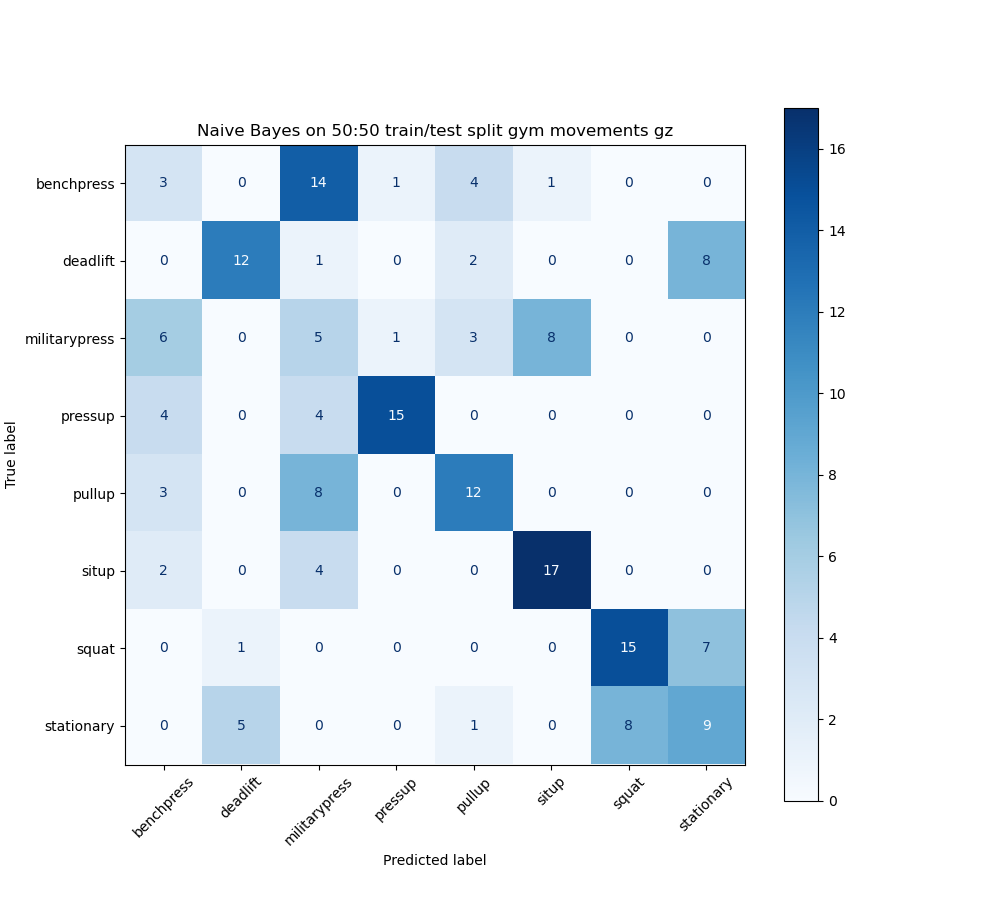 Naive Bayes on 50:50 train/test split gym movements gz
True label
benchpress 3 0 14 1 4 1 0 0
deadlift 0 12 1 0 2 0 0 8
militarypress 6 0 5 1 3 8 0 0
pressup 4 0 4 15 0 0 0 0
pullup 3 0 8 0 12 0 0 0
situp 2 0 4 0 0 17 0 0
squat 0 1 0 0 0 0 15 7
stationary 0 5 0 0 1 0 8 9
benchpress deadlift militarypress pressup pullup situp squat stationary
Predicted label
16
14
12
10
8
6
4
2
0